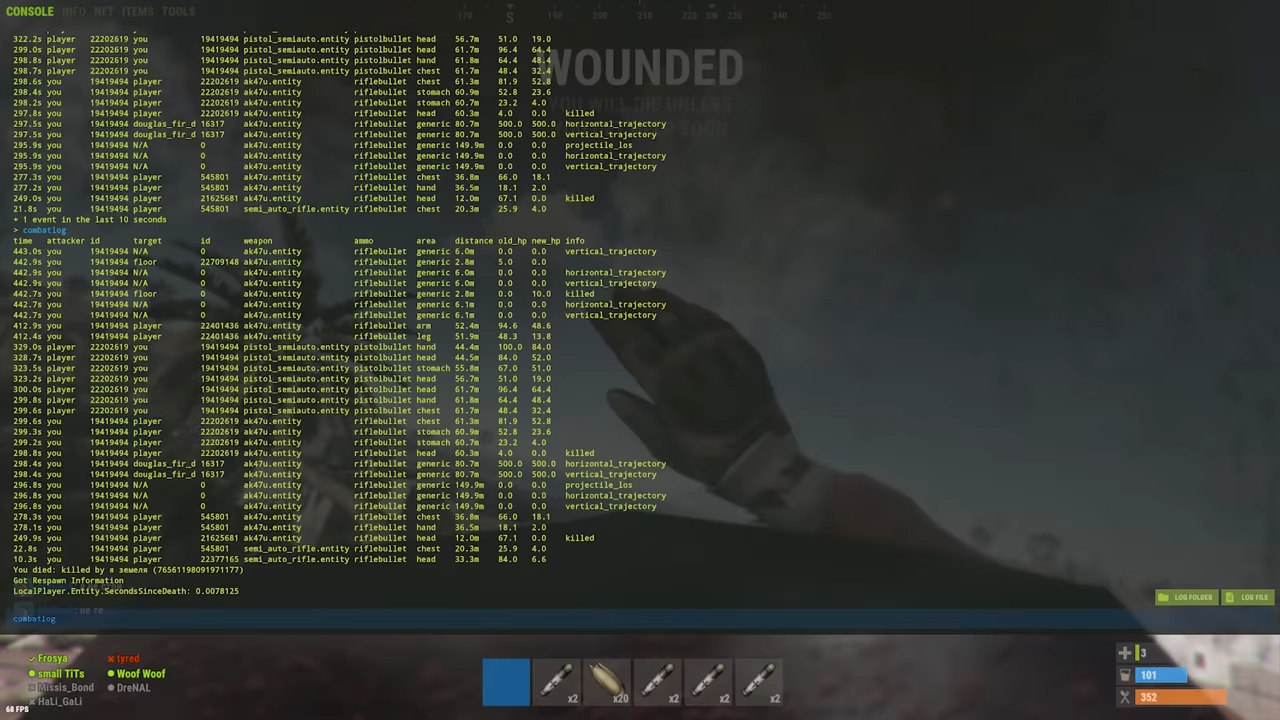 CONSOLE INFO NET ITEMS TOOLS
170 S 190 200 210 220 SW 230 240 250
WOUNDED
YOU WILL DIE UNLESS
322.2s player 22202619 you 19419494 pistol_semiauto.entity pistolbullet head 56.7m 51.0 19.0
299.0s player 22202619 you 19419494 pistol_semiauto.entity pistolbullet head 61.7m 96.4 64.4
298.8s player 22202619 you 19419494 pistol_semiauto.entity pistolbullet hand 61.8m 64.4 48.4
298.7s player 22202619 you 19419494 pistol_semiauto.entity pistolbullet chest 61.7m 48.4 32.4
298.6s you 19419494 player 22202619 ak47u.entity riflebullet chest 61.3m 81.9 52.8
298.4s you 19419494 player 22202619 ak47u.entity riflebullet stomach 60.9m 52.8 23.6
298.2s you 19419494 player 22202619 ak47u.entity riflebullet stomach 60.7m 23.2 4.0
297.8s you 19419494 player 22202619 ak47u.entity riflebullet head 60.3m 4.0 0.0 killed
297.5s you 19419494 douglas_fir_d 16317 ak47u.entity riflebullet generic 80.7m 500.0 500.0 horizontal_trajectory
297.5s you 19419494 douglas_fir_d 16317 ak47u.entity riflebullet generic 80.7m 500.0 500.0 vertical_trajectory
295.9s you 19419494 N/A 0 ak47u.entity riflebullet generic 149.9m 0.0 0.0 projectile_los
295.9s you 19419494 N/A 0 ak47u.entity riflebullet generic 149.9m 0.0 0.0 horizontal_trajectory
295.9s you 19419494 N/A 0 ak47u.entity riflebullet generic 149.9m 0.0 0.0 vertical_trajectory
277.3s you 19419494 player 545801 ak47u.entity riflebullet chest 36.8m 66.0 18.1
277.2s you 19419494 player 545801 ak47u.entity riflebullet hand 36.5m 18.1 2.0
249.0s you 19419494 player 21625681 ak47u.entity riflebullet head 12.0m 67.1 0.0 killed
21.8s you 19419494 player 545801 semi_auto_rifle.entity riflebullet chest 20.3m 25.9 4.0
+ 1 event in the last 10 seconds
> combatlog
time attacker id target id weapon ammo area distance old_hp new_hp info
443.0s you 19419494 N/A 0 ak47u.entity riflebullet generic 6.0m 0.0 0.0 vertical_trajectory
442.9s you 19419494 floor 22709148 ak47u.entity riflebullet generic 2.8m 5.0 0.0
442.9s you 19419494 N/A 0 ak47u.entity riflebullet generic 6.0m 0.0 0.0 horizontal_trajectory
442.9s you 19419494 N/A 0 ak47u.entity riflebullet generic 6.0m 0.0 0.0 vertical_trajectory
442.7s you 19419494 floor 0 ak47u.entity riflebullet generic 2.8m 0.0 10.0 killed
442.7s you 19419494 N/A 0 ak47u.entity riflebullet generic 6.1m 0.0 0.0 horizontal_trajectory
442.7s you 19419494 N/A 0 ak47u.entity riflebullet generic 6.1m 0.0 0.0 vertical_trajectory
412.9s you 19419494 player 22401436 ak47u.entity riflebullet arm 52.4m 94.6 48.6
412.4s you 19419494 player 22401436 ak47u.entity riflebullet leg 51.9m 48.3 13.8
329.0s player 22202619 you 19419494 pistol_semiauto.entity pistolbullet hand 44.4m 100.0 84.0
328.7s player 22202619 you 19419494 pistol_semiauto.entity pistolbullet head 44.5m 84.0 52.0
323.5s player 22202619 you 19419494 pistol_semiauto.entity pistolbullet stomach 55.8m 67.0 51.0
323.2s player 22202619 you 19419494 pistol_semiauto.entity pistolbullet head 56.7m 51.0 19.0
300.0s player 22202619 you 19419494 pistol_semiauto.entity pistolbullet head 61.7m 96.4 64.4
299.8s player 22202619 you 19419494 pistol_semiauto.entity pistolbullet hand 61.8m 64.4 48.4
299.6s player 22202619 you 19419494 pistol_semiauto.entity pistolbullet chest 61.7m 48.4 32.4
299.6s you 19419494 player 22202619 ak47u.entity riflebullet chest 61.3m 81.9 52.8
299.3s you 19419494 player 22202619 ak47u.entity riflebullet stomach 60.9m 52.8 23.6
299.2s you 19419494 player 22202619 ak47u.entity riflebullet stomach 60.7m 23.2 4.0
298.8s you 19419494 player 22202619 ak47u.entity riflebullet head 60.3m 4.0 0.0 killed
298.4s you 19419494 douglas_fir_d 16317 ak47u.entity riflebullet generic 80.7m 500.0 500.0 horizontal_trajectory
298.4s you 19419494 douglas_fir_d 16317 ak47u.entity riflebullet generic 80.7m 500.0 500.0 vertical_trajectory
296.8s you 19419494 N/A 0 ak47u.entity riflebullet generic 149.9m 0.0 0.0 projectile_los
296.8s you 19419494 N/A 0 ak47u.entity riflebullet generic 149.9m 0.0 0.0 horizontal_trajectory
296.8s you 19419494 N/A 0 ak47u.entity riflebullet generic 149.9m 0.0 0.0 vertical_trajectory
278.3s you 19419494 player 545801 ak47u.entity riflebullet chest 36.8m 66.0 18.1
278.1s you 19419494 player 545801 ak47u.entity riflebullet hand 36.5m 18.1 2.0
249.9s you 19419494 player 21625681 ak47u.entity riflebullet head 12.0m 67.1 0.0 killed
22.8s you 19419494 player 545801 semi_auto_rifle.entity riflebullet chest 20.3m 25.9 4.0
10.3s you 19419494 player 22377165 semi_auto_rifle.entity riflebullet head 33.3m 84.0 6.6
You died: killed by я земеля (76561198091971177)
Got Respawn Information
LocalPlayer.Entity.SecondsSinceDeath: 0.0078125
LOG FOLDER LOG FILE
combatlog
Frosya tyred
small TiTs Woof Woof
Missis_Bond DreNAL
HaLi_GaLi
68 FPS
x2 x20 x2 x2 x2
3
101
352